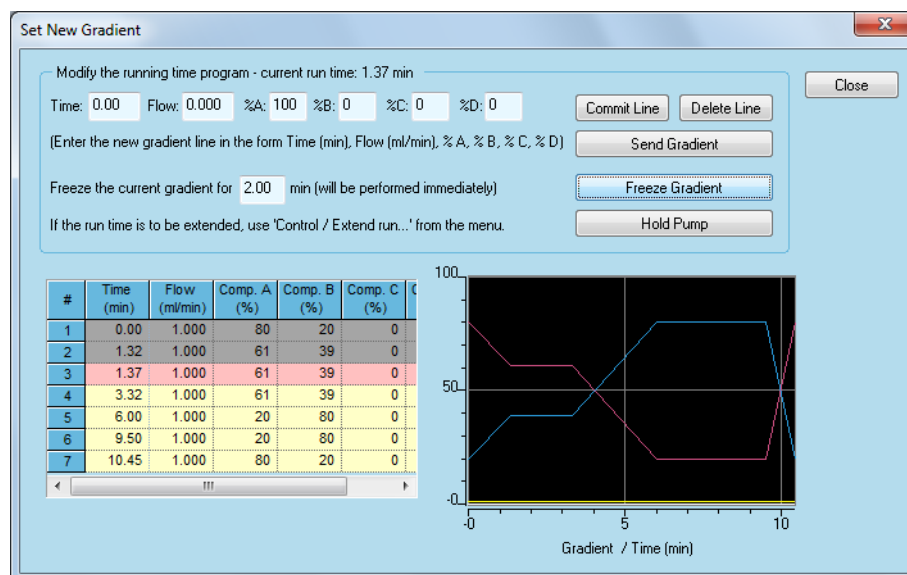 Set New Gradient
Modify the running time program - current run time: 1.37 min
Close
Time: 0.00 Flow: 0.000 %A: 100 %B: 0 %C: 0 %D: 0 Commit Line Delete Line
(Enter the new gradient line in the form Time (min), Flow (ml/min), % A, % B, % C, % D) Send Gradient
Freeze the current gradient for 2.00 min (will be performed immediately) Freeze Gradient
If the run time is to be extended, use 'Control / Extend run...' from the menu. Hold Pump
# Time (min) Flow (ml/min) Comp. A (%) Comp. B (%) Comp. C (%)
1 0.00 1.000 80 20 0
2 1.32 1.000 61 39 0
3 1.37 1.000 61 39 0
4 3.32 1.000 61 39 0
5 6.00 1.000 20 80 0
6 9.50 1.000 20 80 0
7 10.45 1.000 80 20 0
100
50
-0
-0 5 10
Gradient / Time (min)